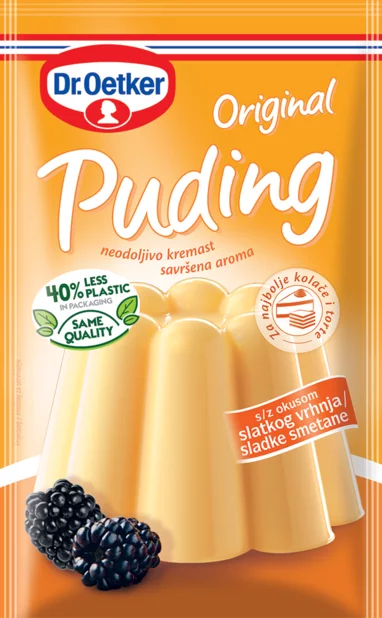 Dr.Oetker
Original
Puding
neodoljivo kremast
savršena aroma
40% LESS
PLASTIC
IN PACKAGING
SAME
QUALITY
Za najbolje kolače i torte
s/z okusom
slatkog vrhnja/
sladke smetane